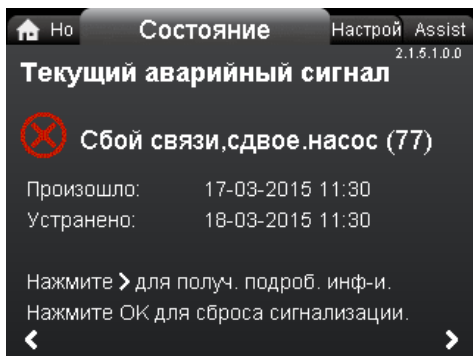 Но Состояние Настрой Assist
2.1.5.1.0.0
Текущий аварийный сигнал
Сбой связи,сдвое.насос (77)
Произошло: 17-03-2015 11:30
Устранено: 18-03-2015 11:30
Нажмите > для получ. подроб. инф-и.
Нажмите OK для сброса сигнализации.